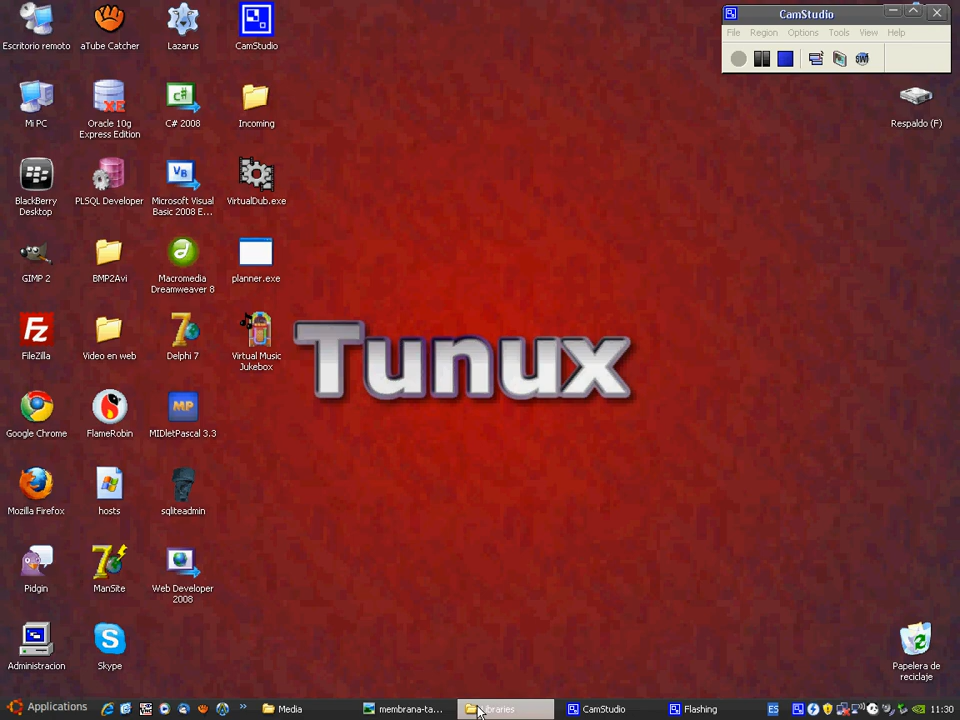 CamStudio
File Region Options Tools View Help
Escritorio remoto
aTube Catcher
Lazarus
CamStudio
Mi PC
Oracle 10g
Express Edition
C# 2008
Incoming
Respaldo (F)
BlackBerry
Desktop
PLSQL Developer
Microsoft Visual
Basic 2008 E...
VirtualDub.exe
GIMP 2
BMP2Avi
Macromedia
Dreamweaver 8
planner.exe
FileZilla
Video en web
Delphi 7
Virtual Music
Jukebox
Tunux
Google Chrome
FlameRobin
MIDletPascal 3.3
Mozilla Firefox
hosts
sqliteadmin
Pidgin
ManSite
Web Developer
2008
Administracion
Skype
Papelera de
reciclaje
Applications
Media
membrana-ta...
CamStudio
Flashing
ES
11:30